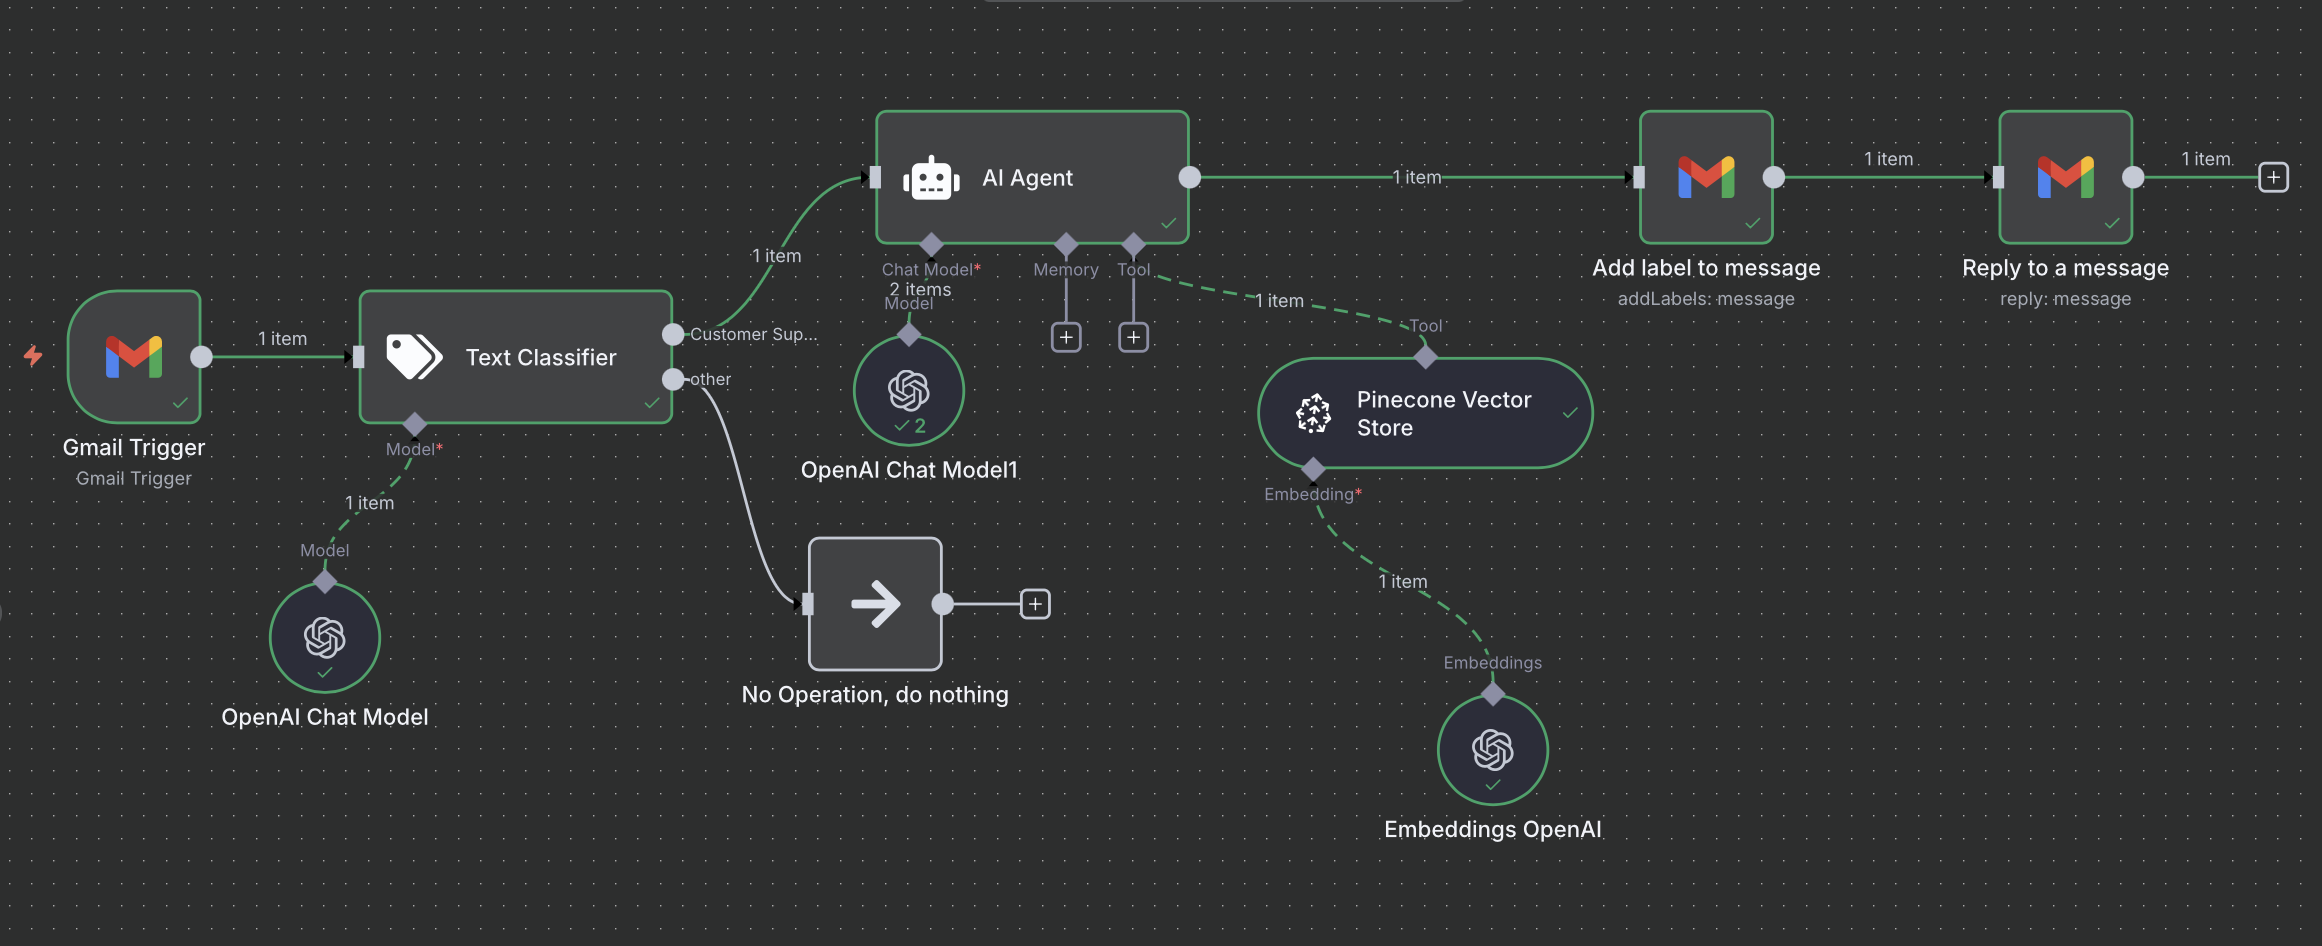 AI Agent
1 item
1 item
1 item
1 item
Chat Model*
2 items
Model
Memory
Tool
Add label to message
addLabels: message
Reply to a message
reply: message
1 item
Tool
1 item
Text Classifier
Customer Sup...
other
Gmail Trigger
Gmail Trigger
Model*
1 item
Model
OpenAI Chat Model
2
OpenAI Chat Model1
Pinecone Vector
Store
Embedding*
1 item
Embeddings
Embeddings OpenAI
No Operation, do nothing